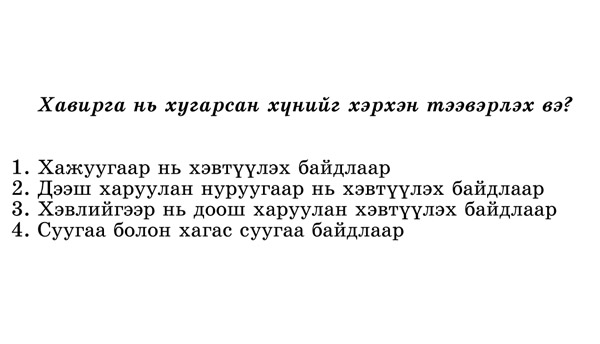 Хавирга нь хугарсан хүнийг хэрхэн тээвэрлэх вэ?
1. Хажуугаар нь хэвтүүлэх байдлаар
2. Дээш харуулан нуруугаар нь хэвтүүлэх байдлаар
3. Хэвлийгээр нь доош харуулан хэвтүүлэх байдлаар
4. Суугаа болон хагас суугаа байдлаар